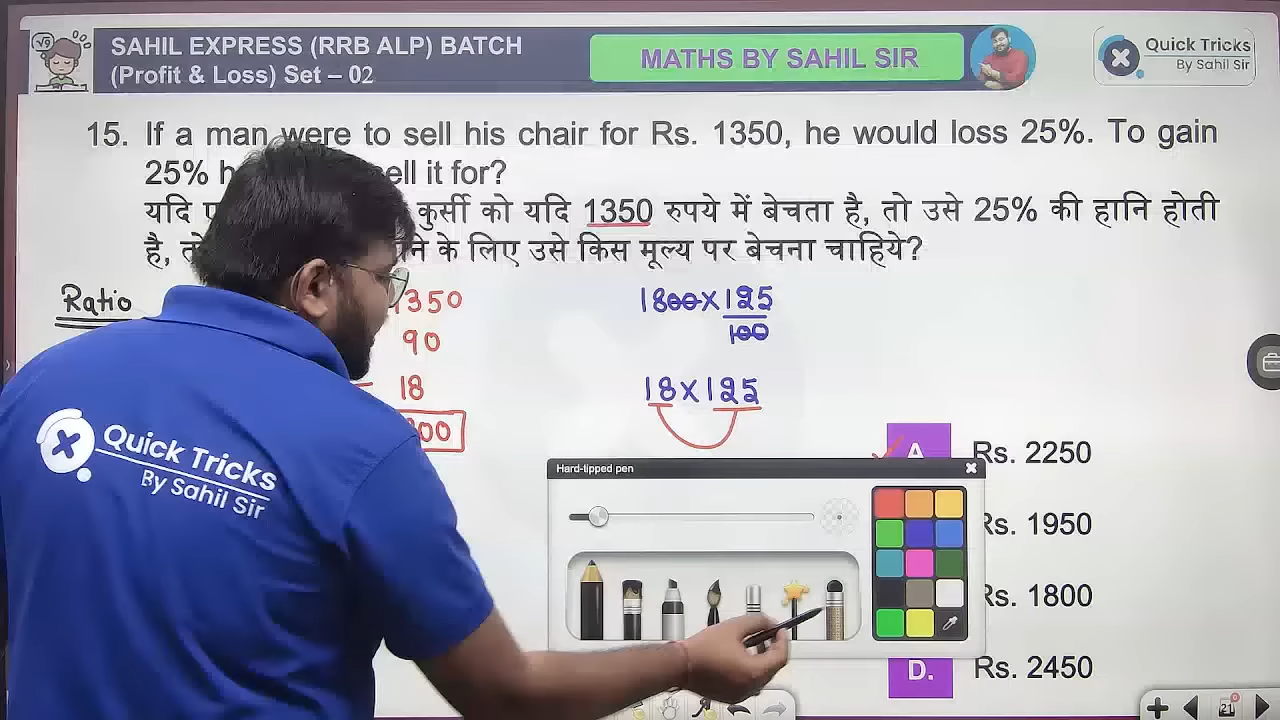 SAHIL EXPRESS (RRB ALP) BATCH
(Profit & Loss) Set – 02
MATHS BY SAHIL SIR
Quick Tricks
By Sahil Sir
15. If a man were to sell his chair for Rs. 1350, he would loss 25%. To gain
25% h ell it for?
यदि कुर्सी को यदि 1350 रुपये में बेचता है, तो उसे 25% की हानि होती
है, के लिए उसे किस मूल्य पर बेचना चाहिये?
Ratio
1350
90
18
00
1800×125
100
18×125
A Rs. 2250
Hard-tipped pen
Rs. 1950
Rs. 1800
D. Rs. 2450
Quick Tricks
By Sahil Sir
21